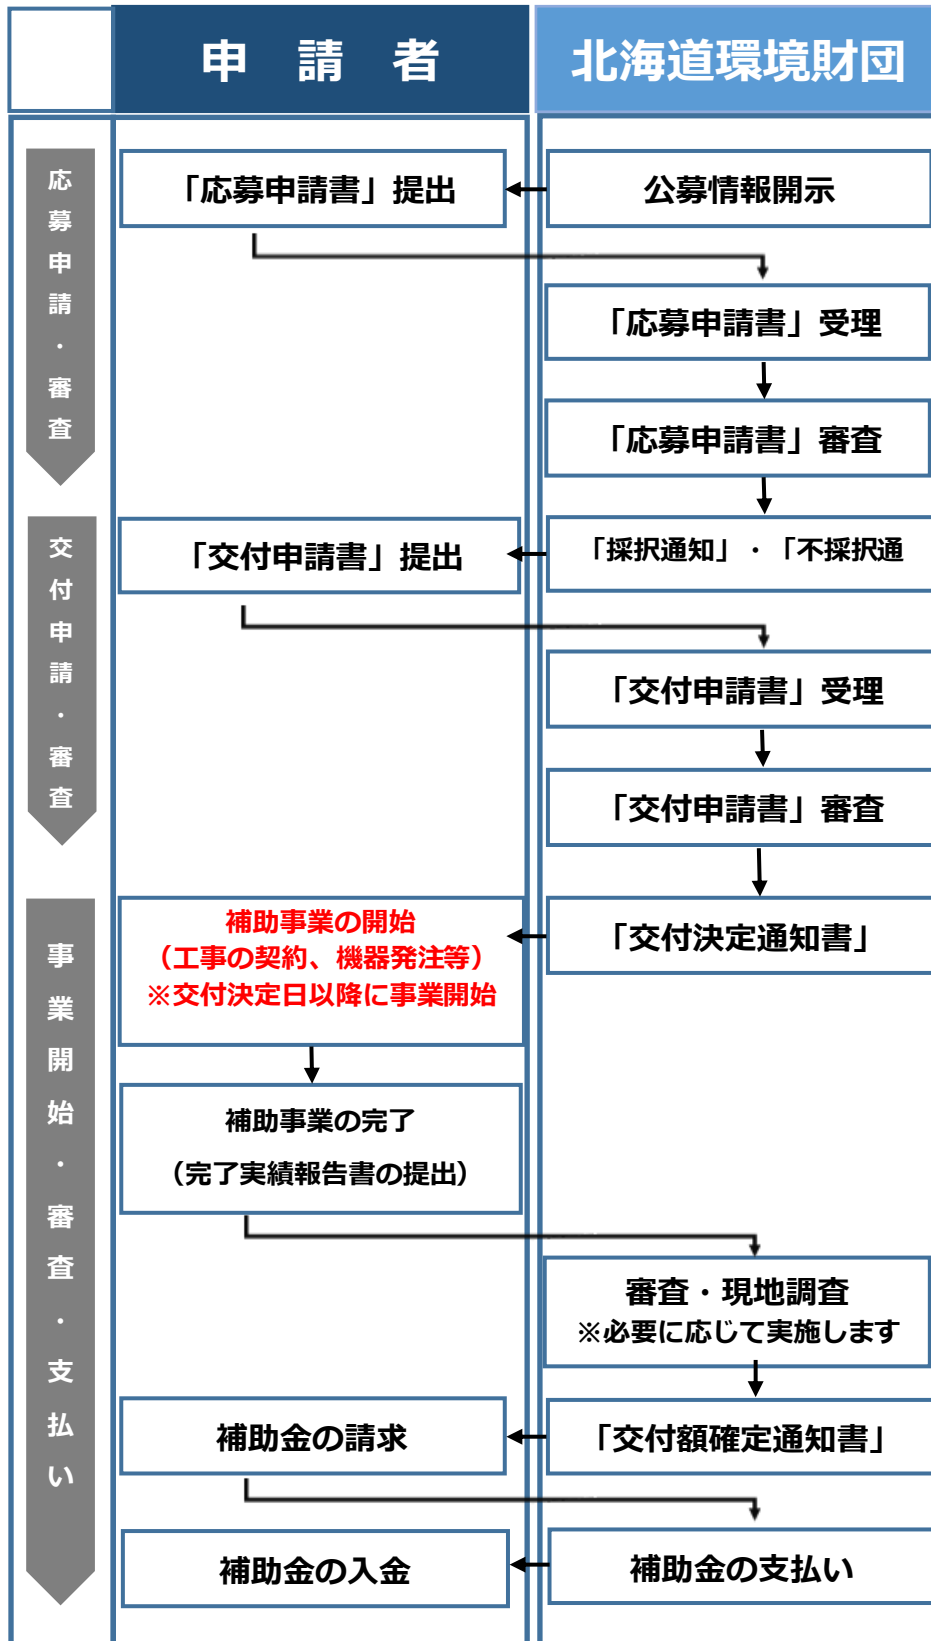 申 請 者
北海道環境財団
応募申請・審査
「応募申請書」提出
公募情報開示
「応募申請書」受理
「応募申請書」審査
交付申請・審査
「交付申請書」提出
「採択通知」・「不採択通
「交付申請書」受理
「交付申請書」審査
事業開始・審査・支払い
補助事業の開始
（工事の契約、機器発注等）
※交付決定日以降に事業開始
「交付決定通知書」
補助事業の完了
（完了実績報告書の提出）
審査・現地調査
※必要に応じて実施します
補助金の請求
「交付額確定通知書」
補助金の入金
補助金の支払い